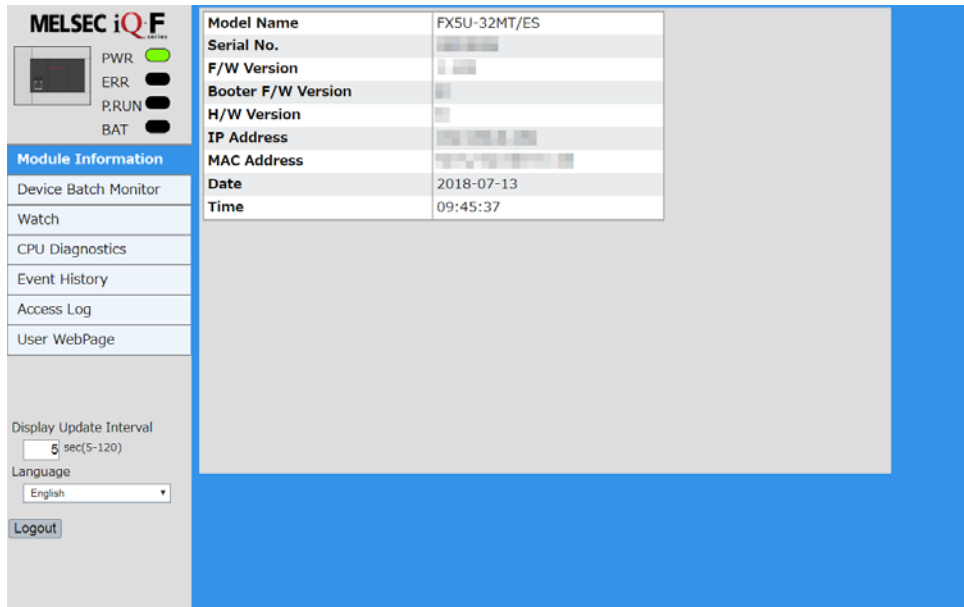 MELSEC iQ-F
series
PWR
ERR
P.RUN
BAT
Module Information
Device Batch Monitor
Watch
CPU Diagnostics
Event History
Access Log
User WebPage
Display Update Interval
5 sec(5-120)
Language
English
Logout
Model Name FX5U-32MT/ES
Serial No.
F/W Version
Booter F/W Version
H/W Version
IP Address
MAC Address
Date 2018-07-13
Time 09:45:37